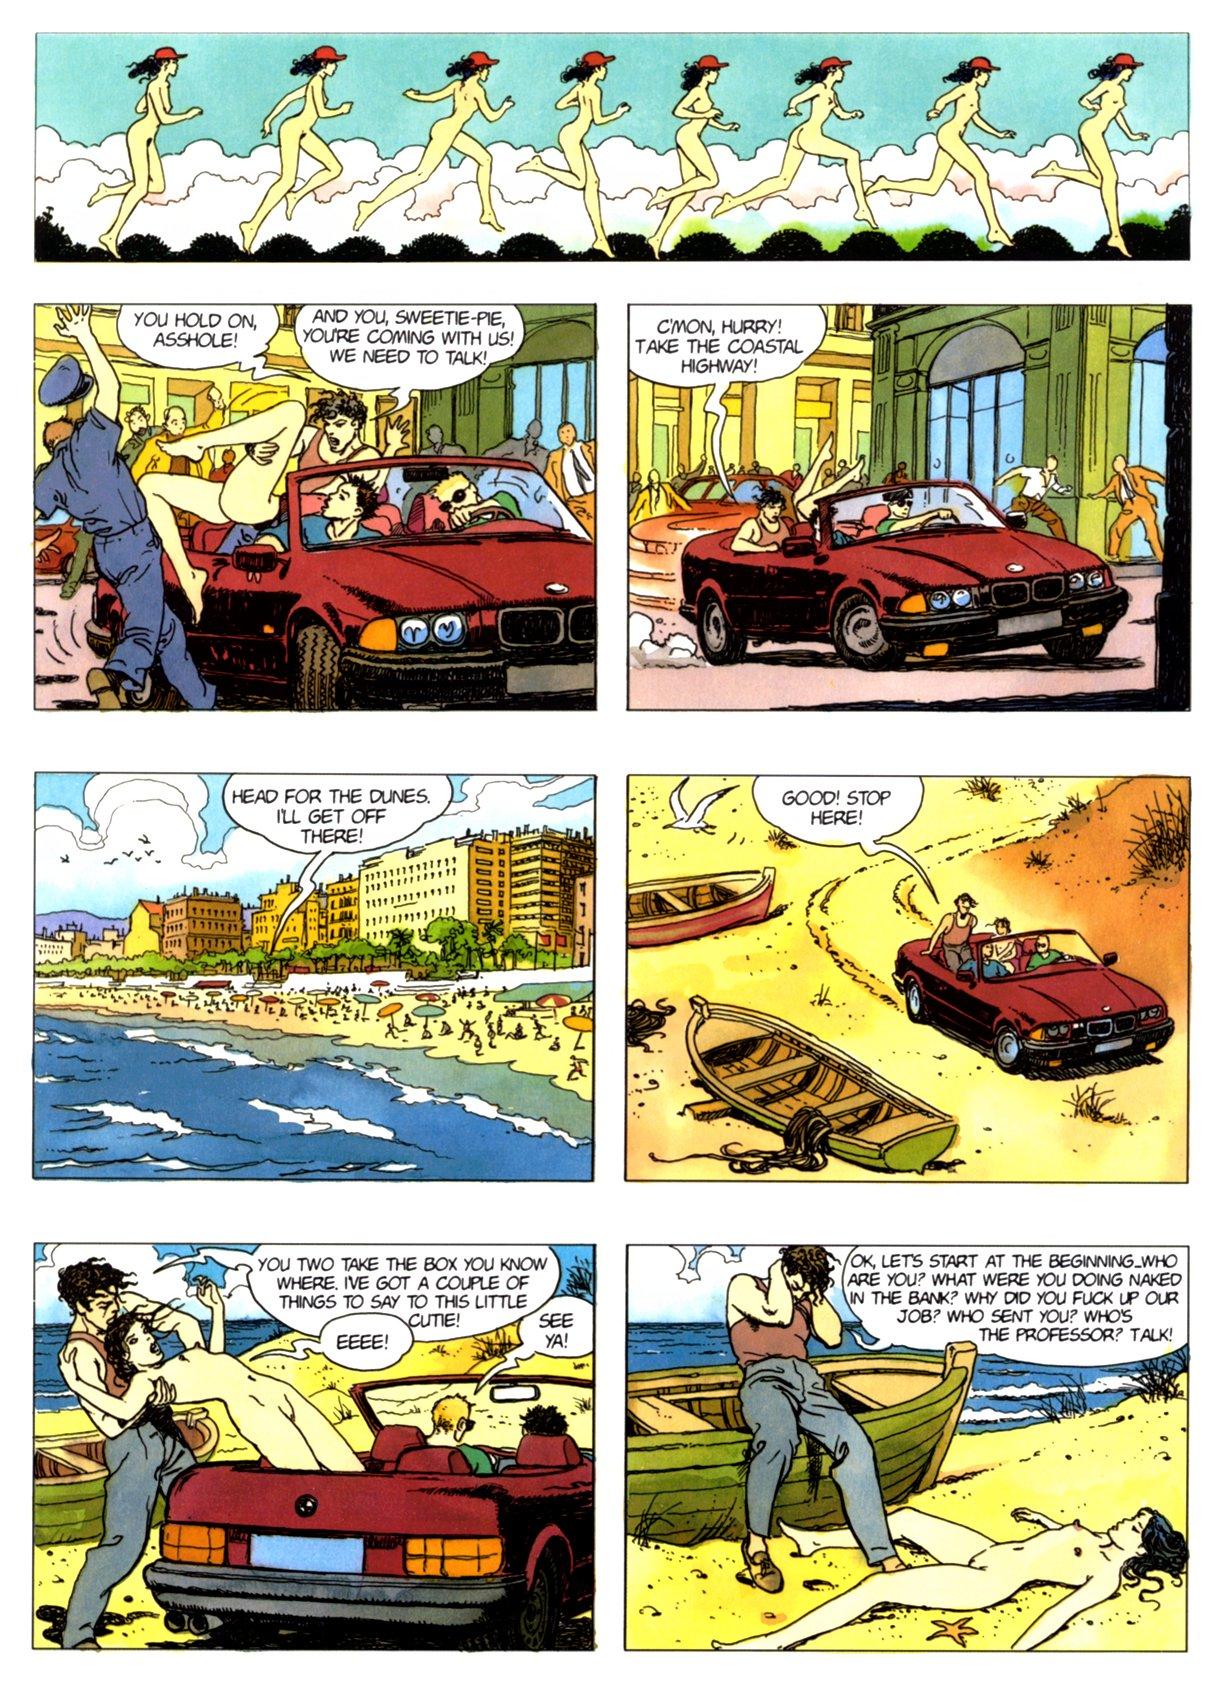 YOU HOLD ON,
ASSHOLE!
AND YOU, SWEETIE-PIE,
YOU'RE COMING WITH US!
WE NEED TO TALK!
C'MON, HURRY!
TAKE THE COASTAL
HIGHWAY!
HEAD FOR THE DUNES.
I'LL GET OFF
THERE!
GOOD! STOP
HERE!
YOU TWO TAKE THE BOX YOU KNOW
WHERE. I'VE GOT A COUPLE OF
THINGS TO SAY TO THIS LITTLE
CUTIE!
EEEE!
SEE
YA!
OK, LET'S START AT THE BEGINNING...WHO
ARE YOU? WHAT WERE YOU DOING NAKED
IN THE BANK? WHY DID YOU FUCK UP OUR
JOB? WHO SENT YOU? WHO'S
THE PROFESSOR? TALK!